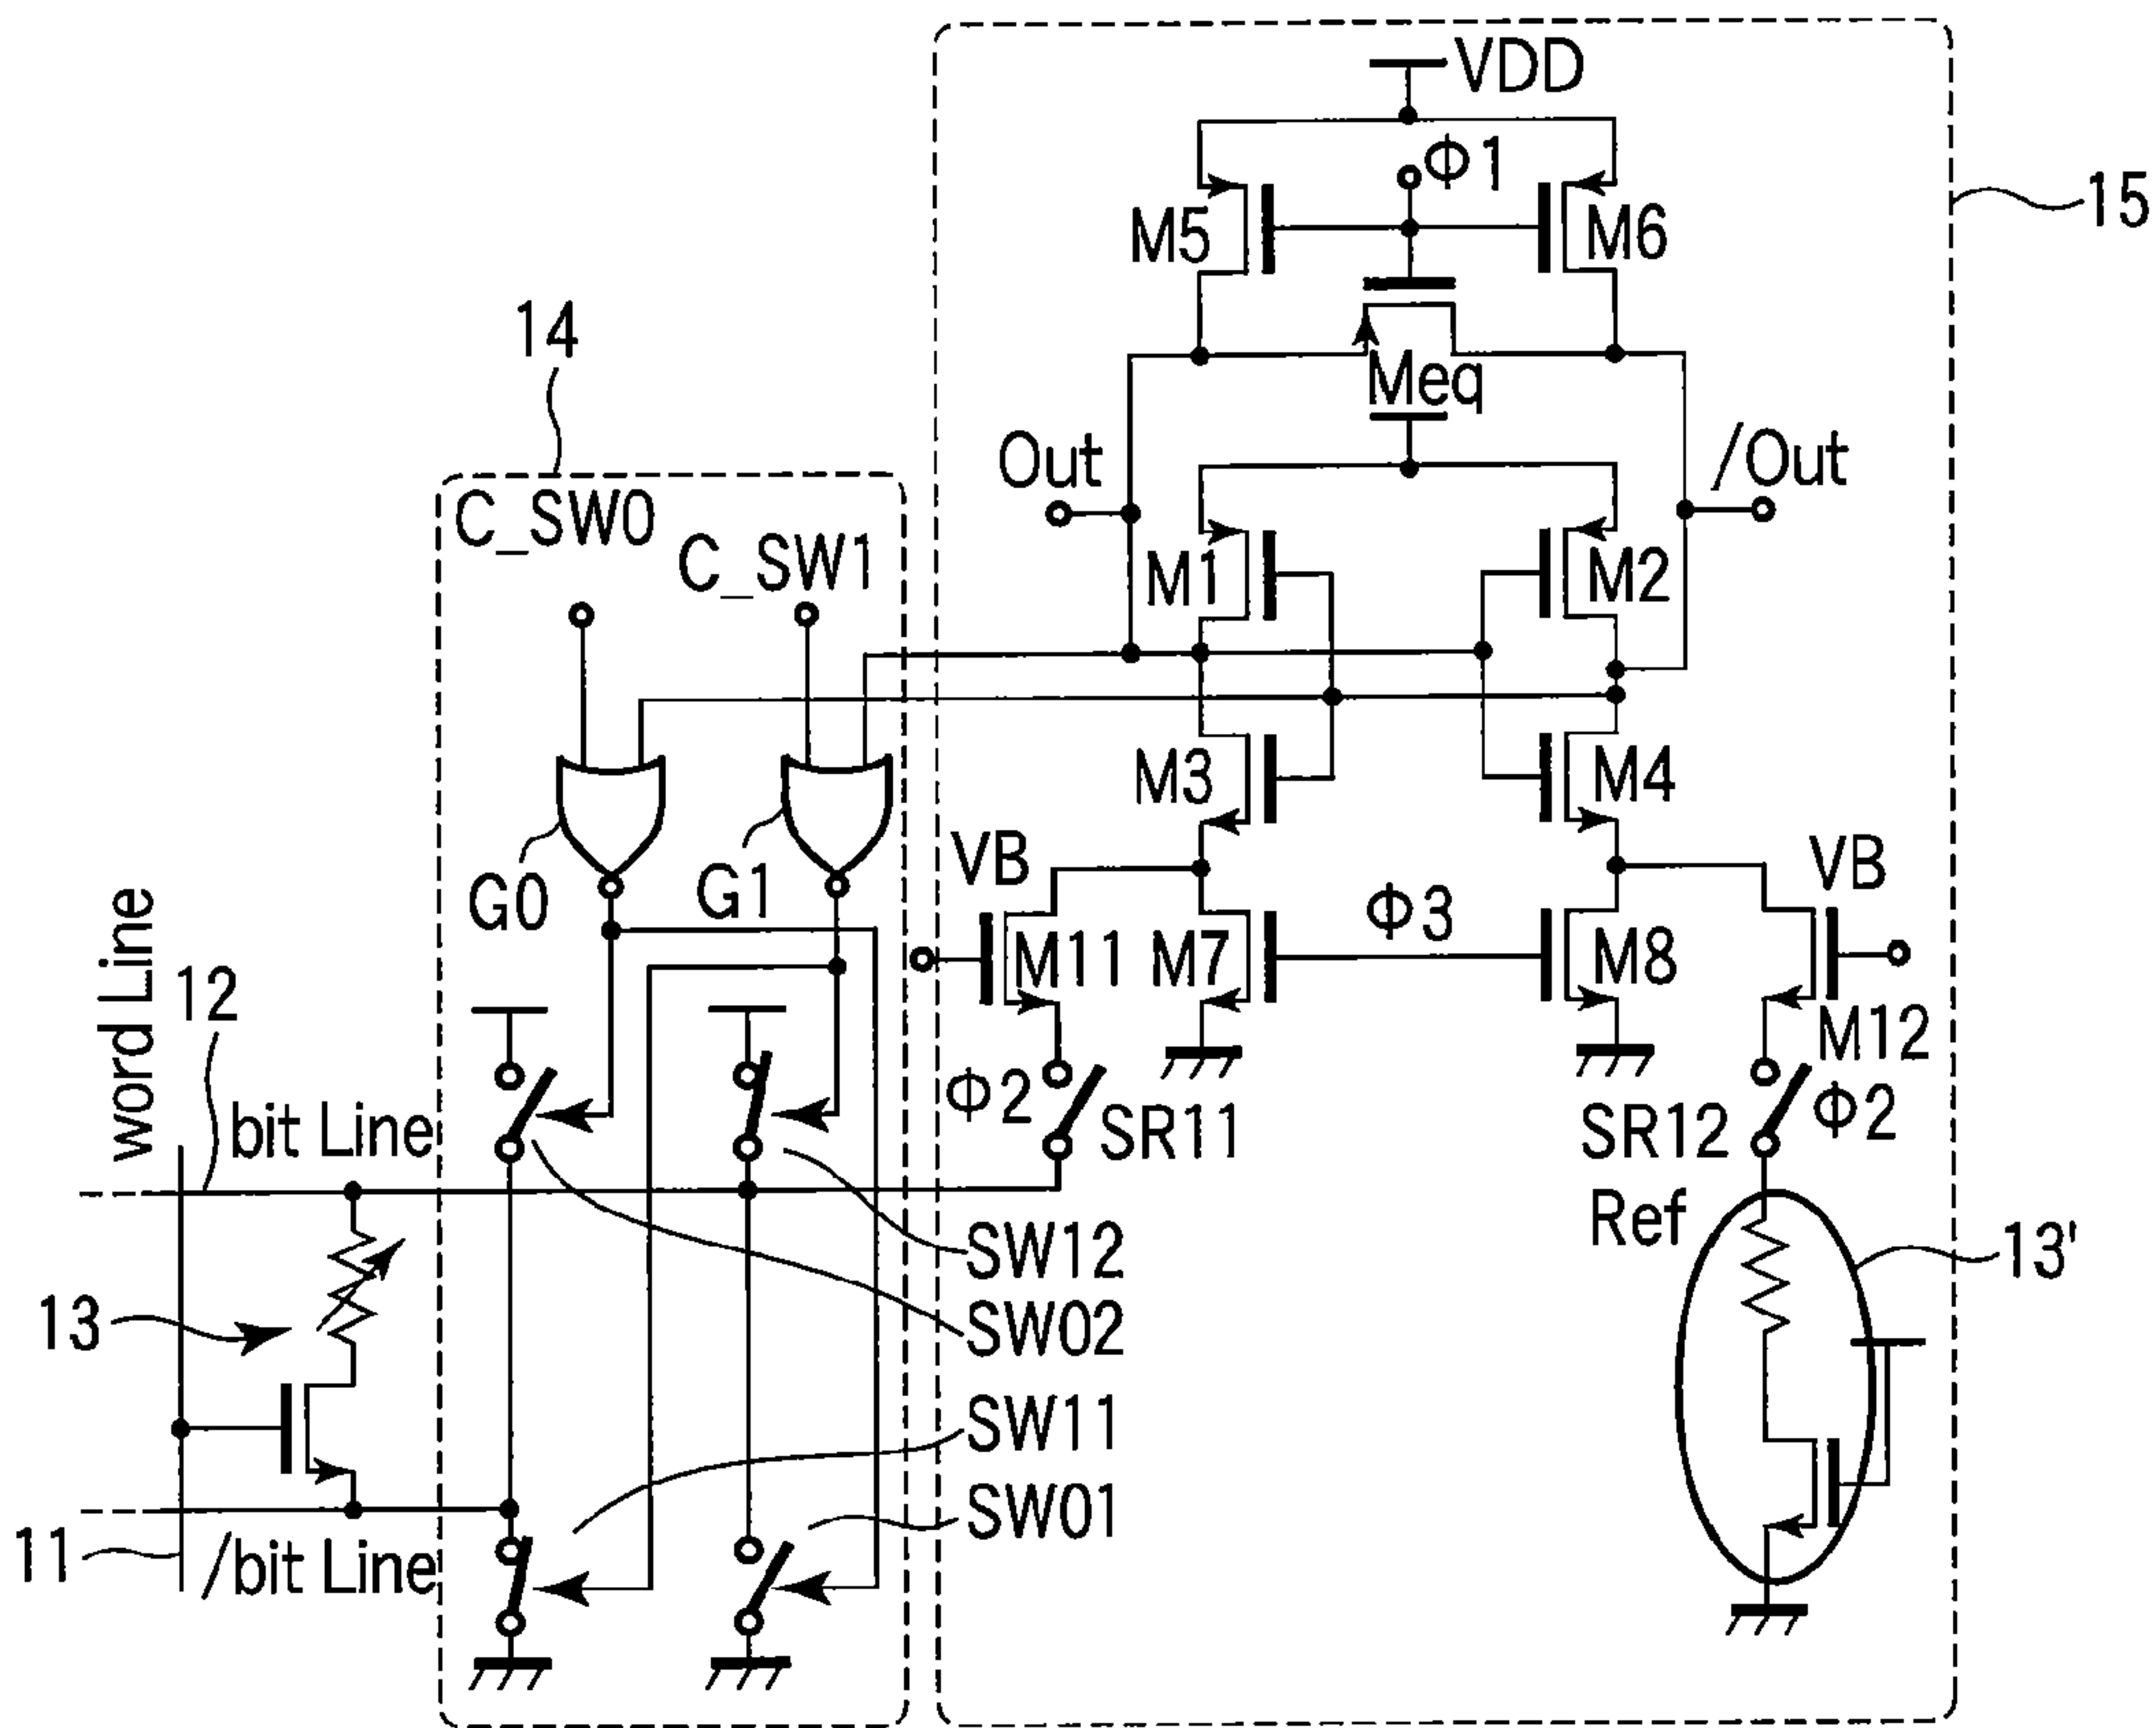 VDD
Φ1
M5
M6
15
14
Meq
Out
/Out
C_SW0
C_SW1
M1
M2
M3
M4
G0
G1
VB
VB
Φ3
word Line
12
M11
M7
M8
M12
bit Line
Φ2
SR11
SR12
Φ2
Ref
SW12
13'
13
SW02
SW11
SW01
11
/bit Line